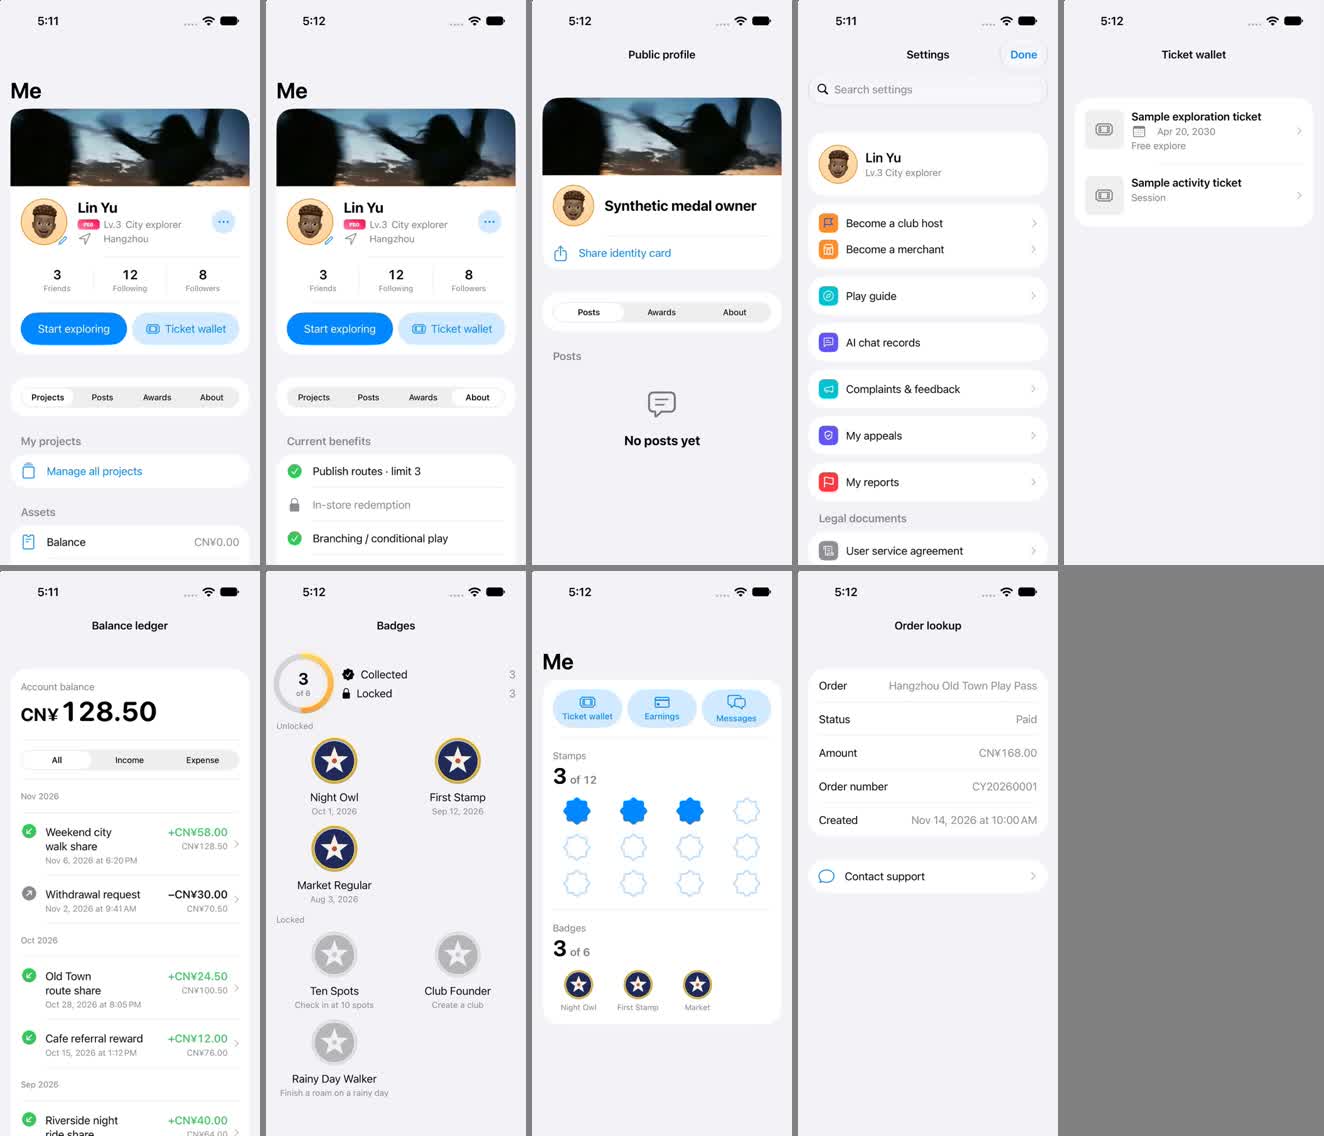 5:11
Me
Lin Yu
PRO Lv.3 City explorer
Hangzhou
3 12 8
Friends Following Followers
Start exploring Ticket wallet
Projects Posts Awards About
My projects
Manage all projects
Assets
Balance CN¥0.00
5:12
Me
Lin Yu
PRO Lv.3 City explorer
Hangzhou
3 12 8
Friends Following Followers
Start exploring Ticket wallet
Projects Posts Awards About
Current benefits
Publish routes · limit 3
In-store redemption
Branching / conditional play
5:12
Public profile
Synthetic medal owner
Share identity card
Posts Awards About
Posts
No posts yet
5:11
Settings Done
Search settings
Lin Yu
Lv.3 City explorer
Become a club host
Become a merchant
Play guide
AI chat records
Complaints & feedback
My appeals
My reports
Legal documents
User service agreement
5:12
Ticket wallet
Sample exploration ticket
Apr 20, 2030
Free explore
Sample activity ticket
Session
5:11
Balance ledger
Account balance
CN¥ 128.50
All Income Expense
Nov 2026
Weekend city +CN¥58.00
walk share CN¥128.50
Nov 6, 2026 at 6:20 PM
Withdrawal request −CN¥30.00
Nov 2, 2026 at 9:41 AM CN¥70.50
Oct 2026
Old Town +CN¥24.50
route share CN¥100.50
Oct 28, 2026 at 8:05 PM
Cafe referral reward +CN¥12.00
Oct 15, 2026 at 1:12 PM CN¥76.00
Sep 2026
Riverside night +CN¥40.00
ride share CN¥64.00
5:12
Badges
3
of 6
Collected 3
Locked 3
Unlocked
Night Owl First Stamp
Oct 1, 2026 Sep 12, 2026
Market Regular
Aug 3, 2026
Locked
Ten Spots Club Founder
Check in at 10 spots Create a club
Rainy Day Walker
Finish a roam on a rainy day
5:12
Me
Ticket wallet Earnings Messages
Stamps
3 of 12
Badges
3 of 6
Night Owl First Stamp Market
5:12
Order lookup
Order Hangzhou Old Town Play Pass
Status Paid
Amount CN¥168.00
Order number CY20260001
Created Nov 14, 2026 at 10:00 AM
Contact support